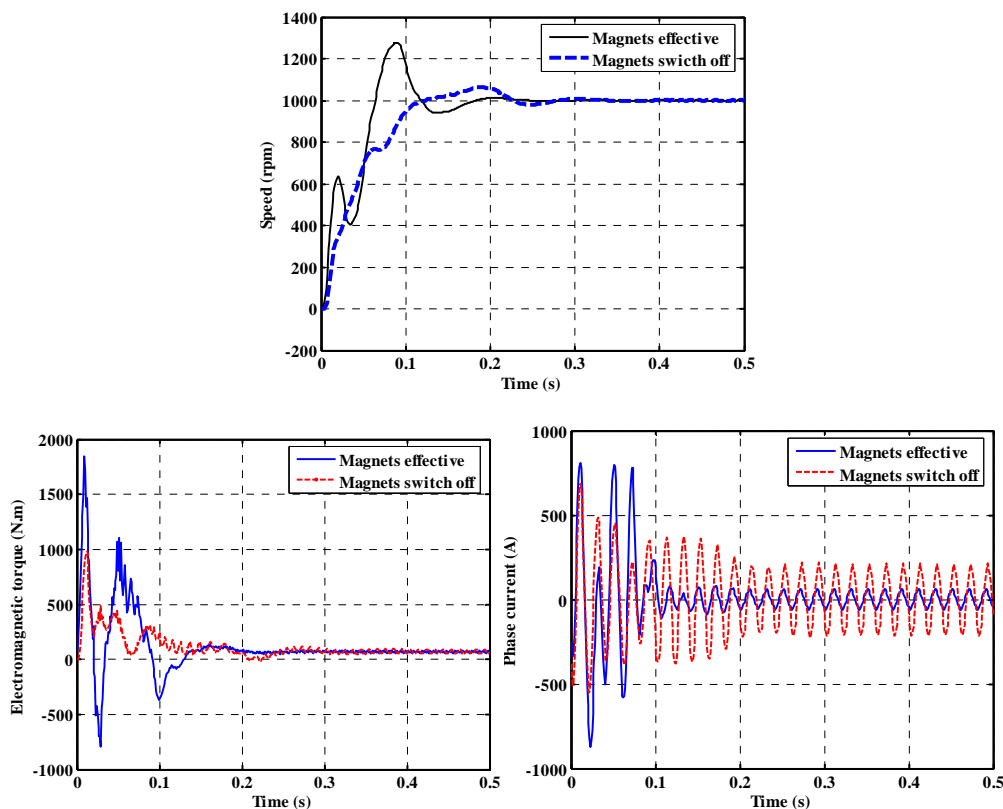 1400
1200
1000
800
600
400
200
0
-200
Speed (rpm)
Magnets effective
Magnets swicth off
0 0.1 0.2 0.3 0.4 0.5
Time (s)
2000
1500
1000
500
0
-500
-1000
Electromagnetic torque (N.m)
Magnets effective
Magnets switch off
0 0.1 0.2 0.3 0.4 0.5
Time (s)
1000
500
0
-500
-1000
Phase current (A)
Magnets effective
Magnets switch off
0 0.1 0.2 0.3 0.4 0.5
Time (s)